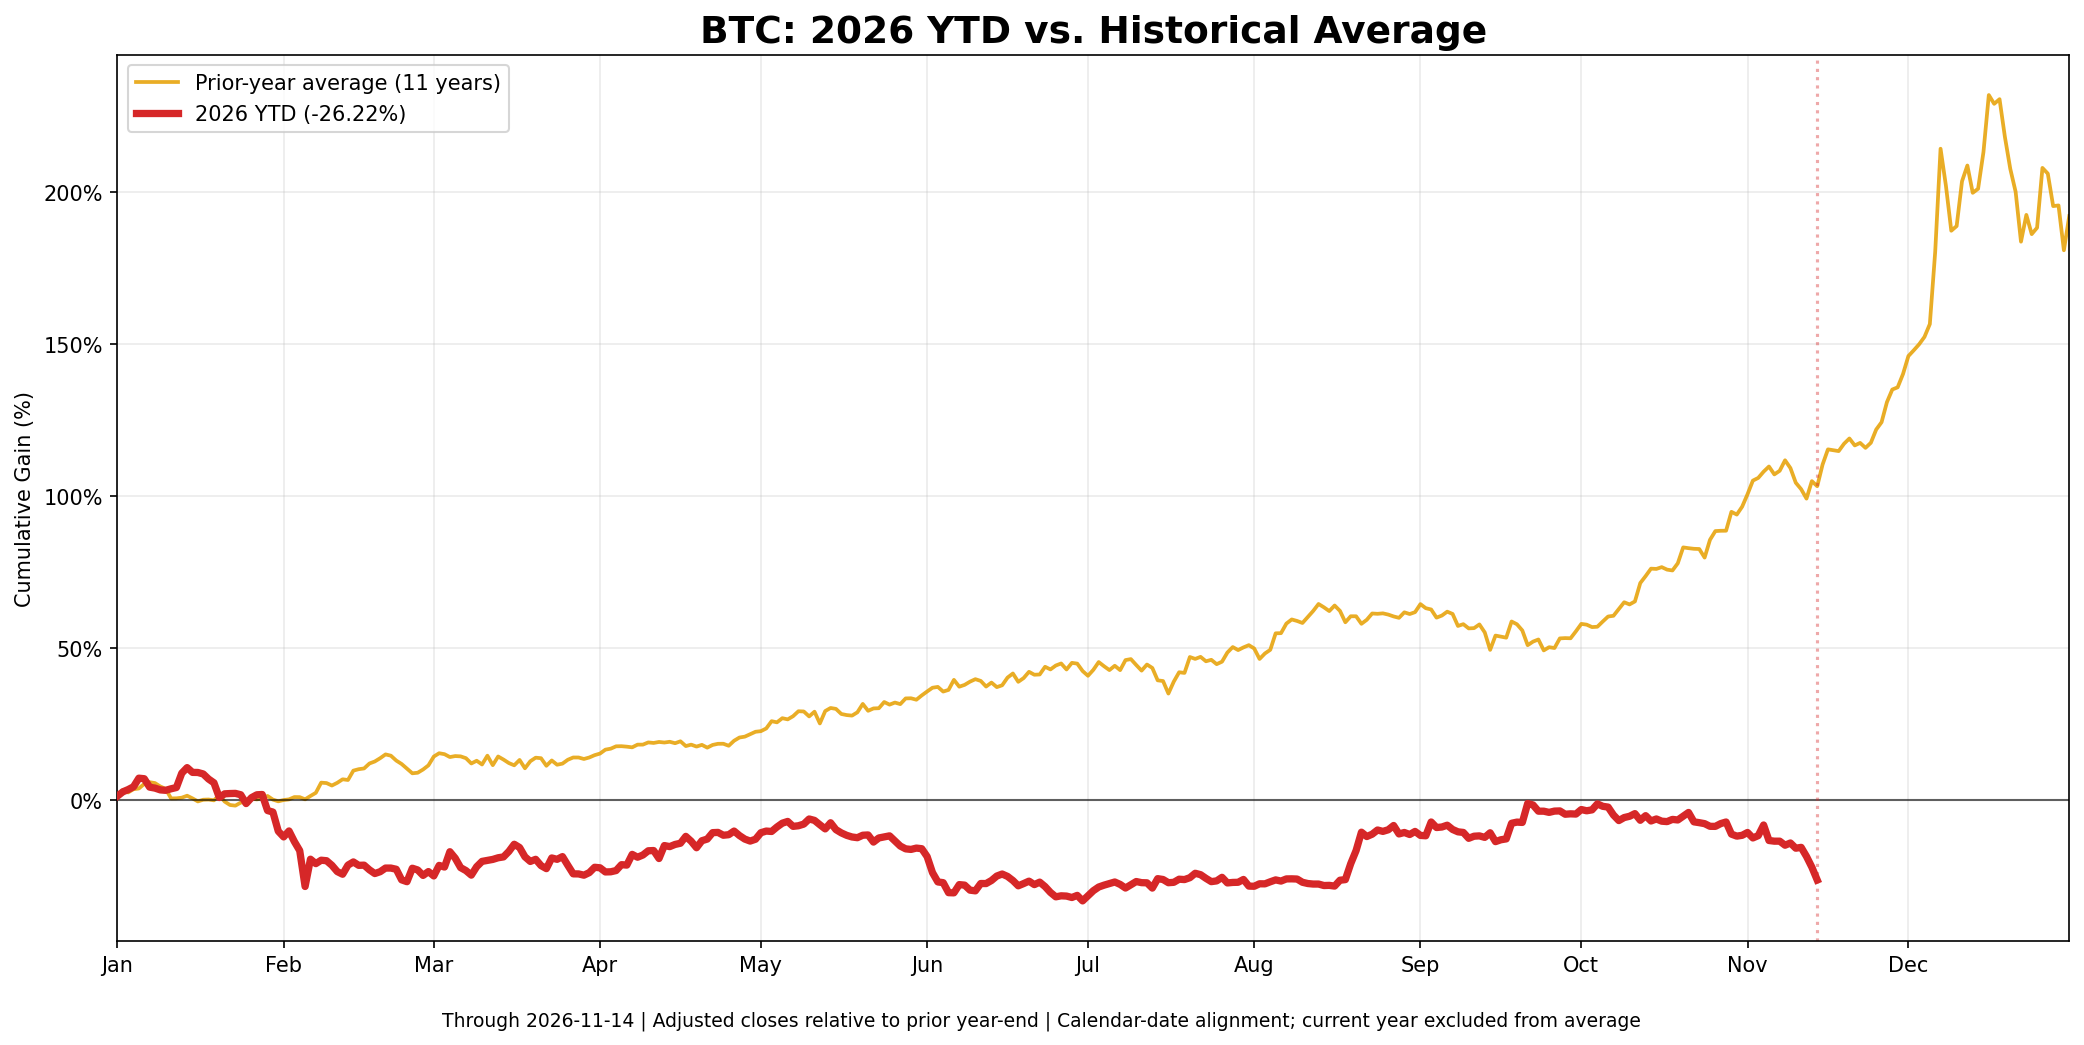 BTC: 2026 YTD vs. Historical Average
Prior-year average (11 years)
2026 YTD (-26.22%)
Cumulative Gain (%)
200%
150%
100%
50%
0%
Jan Feb Mar Apr May Jun Jul Aug Sep Oct Nov Dec
Through 2026-11-14 | Adjusted closes relative to prior year-end | Calendar-date alignment; current year excluded from average